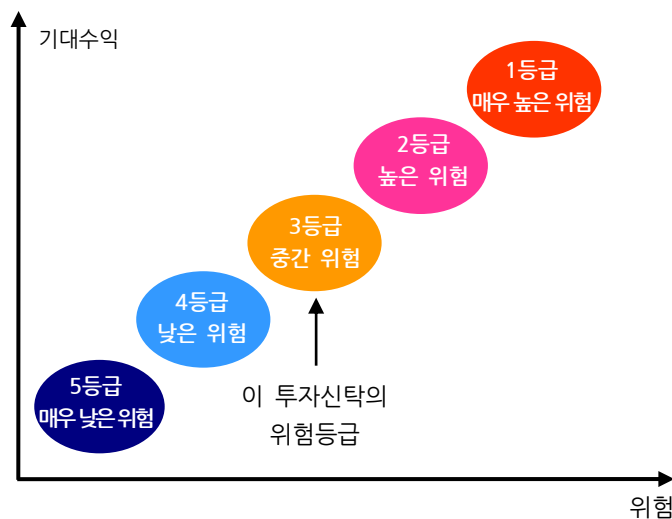 기대수익
1등급
매우 높은 위험
2등급
높은 위험
3등급
중간 위험
4등급
낮은 위험
5등급
매우 낮은 위험
이 투자신탁의
위험등급
위험